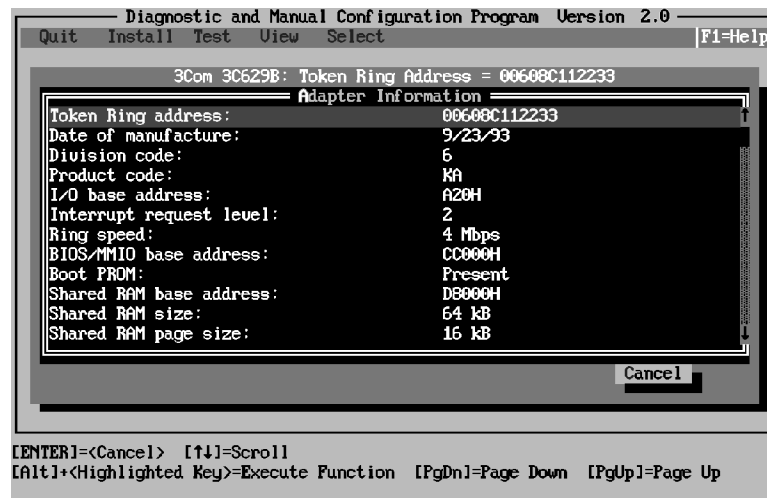 Diagnostic and Manual Configuration Program Version 2.0
Quit Install Test View Select F1=Help
3Com 3C629B: Token Ring Address = 00608C112233
Adapter Information
Token Ring address: 00608C112233
Date of manufacture: 9/23/93
Division code: 6
Product code: KA
I/O base address: A20H
Interrupt request level: 2
Ring speed: 4 Mbps
BIOS/MMIO base address: CC000H
Boot PROM: Present
Shared RAM base address: D8000H
Shared RAM size: 64 kB
Shared RAM page size: 16 kB
Cancel
[ENTER]=<Cancel> [↑↓]=Scroll
[Alt]+<Highlighted Key>=Execute Function [PgDn]=Page Down [PgUp]=Page Up